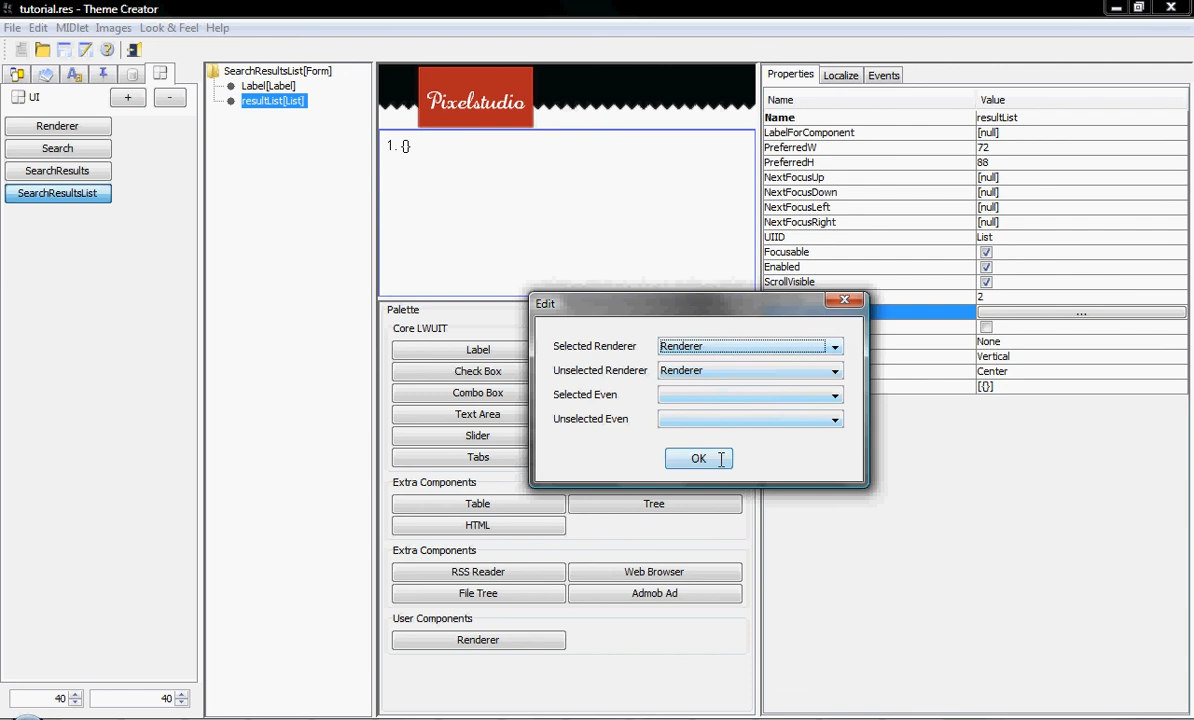 tutorial.res - Theme Creator
File Edit MIDlet Images Look & Feel Help
UI
+ -
Renderer
Search
SearchResults
SearchResultsList
40 40
SearchResultsList[Form]
Label[Label]
resultList[List]
Pixelstudio
1. {}
Palette
Core LWUIT
Label
Check Box
Combo Box
Text Area
Slider
Tabs
Extra Components
Table Tree
HTML
Extra Components
RSS Reader Web Browser
File Tree Admob Ad
User Components
Renderer
Edit
Selected Renderer Renderer
Unselected Renderer Renderer
Selected Even
Unselected Even
OK
Properties Localize Events
Name Value
Name resultList
LabelForComponent [null]
PreferredW 72
PreferredH 88
NextFocusUp [null]
NextFocusDown [null]
NextFocusLeft [null]
NextFocusRight [null]
UIID List
Focusable
Enabled
ScrollVisible
2
...
None
Vertical
Center
[{}]